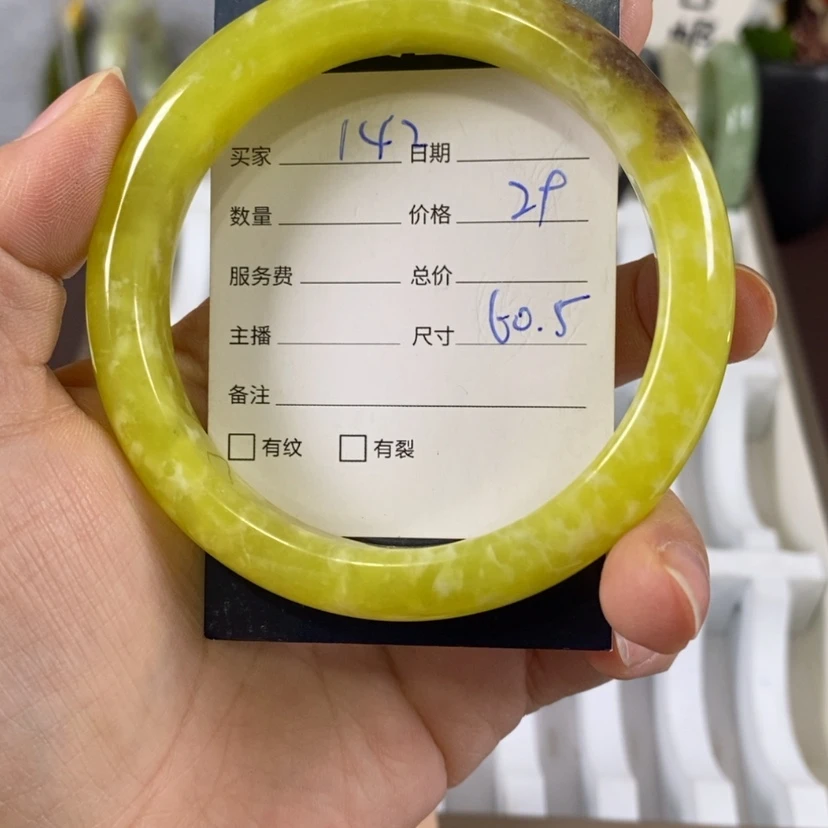 买家 142 日期
数量 价格 29
服务费 总价
主播 尺寸 60.5
备注
有纹 有裂